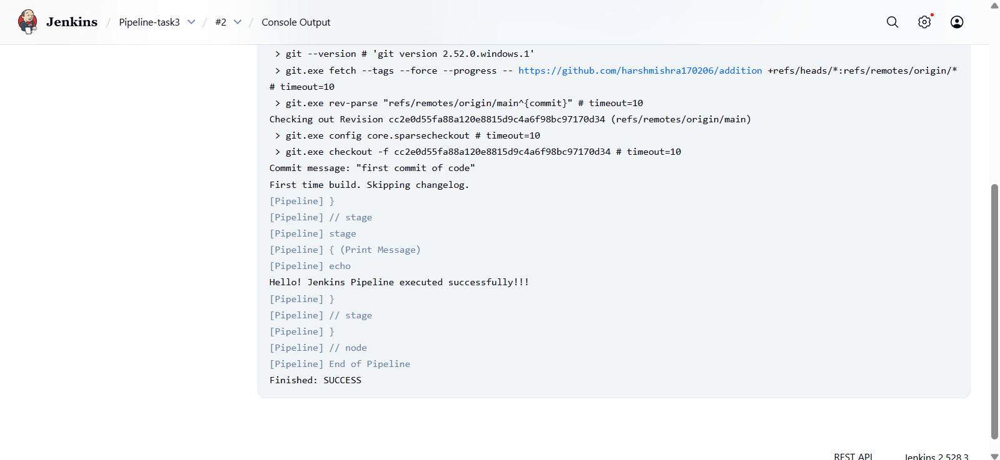 Jenkins / Pipeline-task3 / #2 / Console Output
> git --version # 'git version 2.52.0.windows.1'
> git.exe fetch --tags --force --progress -- https://github.com/harshmishra170206/addition +refs/heads/*:refs/remotes/origin/*
# timeout=10
> git.exe rev-parse "refs/remotes/origin/main^{commit}" # timeout=10
Checking out Revision cc2e0d55fa88a120e8815d9c4a6f98bc97170d34 (refs/remotes/origin/main)
> git.exe config core.sparsecheckout # timeout=10
> git.exe checkout -f cc2e0d55fa88a120e8815d9c4a6f98bc97170d34 # timeout=10
Commit message: "first commit of code"
First time build. Skipping changelog.
[Pipeline] }
[Pipeline] // stage
[Pipeline] stage
[Pipeline] { (Print Message)
[Pipeline] echo
Hello! Jenkins Pipeline executed successfully!!!
[Pipeline] }
[Pipeline] // stage
[Pipeline] }
[Pipeline] // node
[Pipeline] End of Pipeline
Finished: SUCCESS
REST API Jenkins 2.528.3